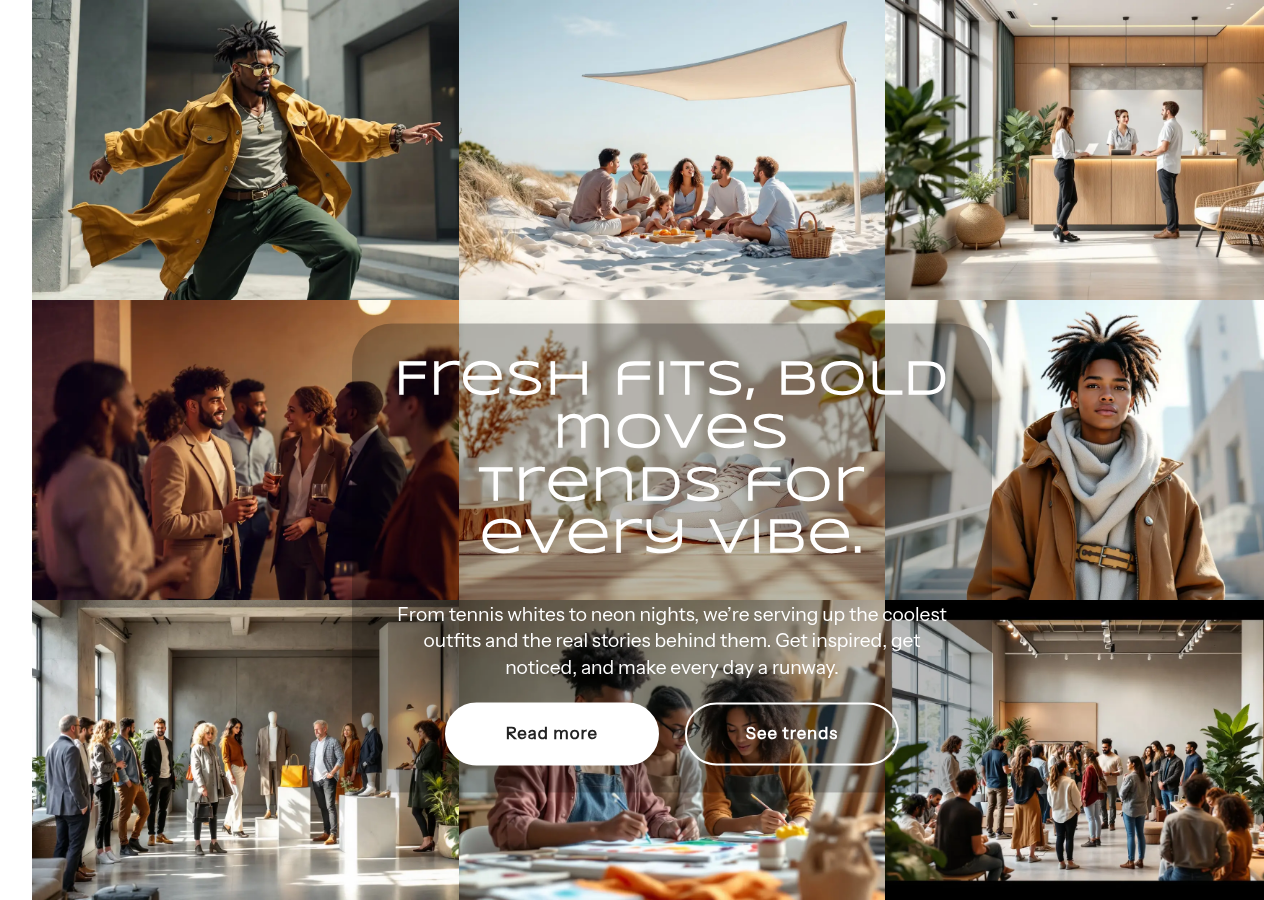 Fresh fits, bold
moves
Trends for
every vibe.
From tennis whites to neon nights, we’re serving up the coolest
outfits and the real stories behind them. Get inspired, get
noticed, and make every day a runway.
Read more
See trends